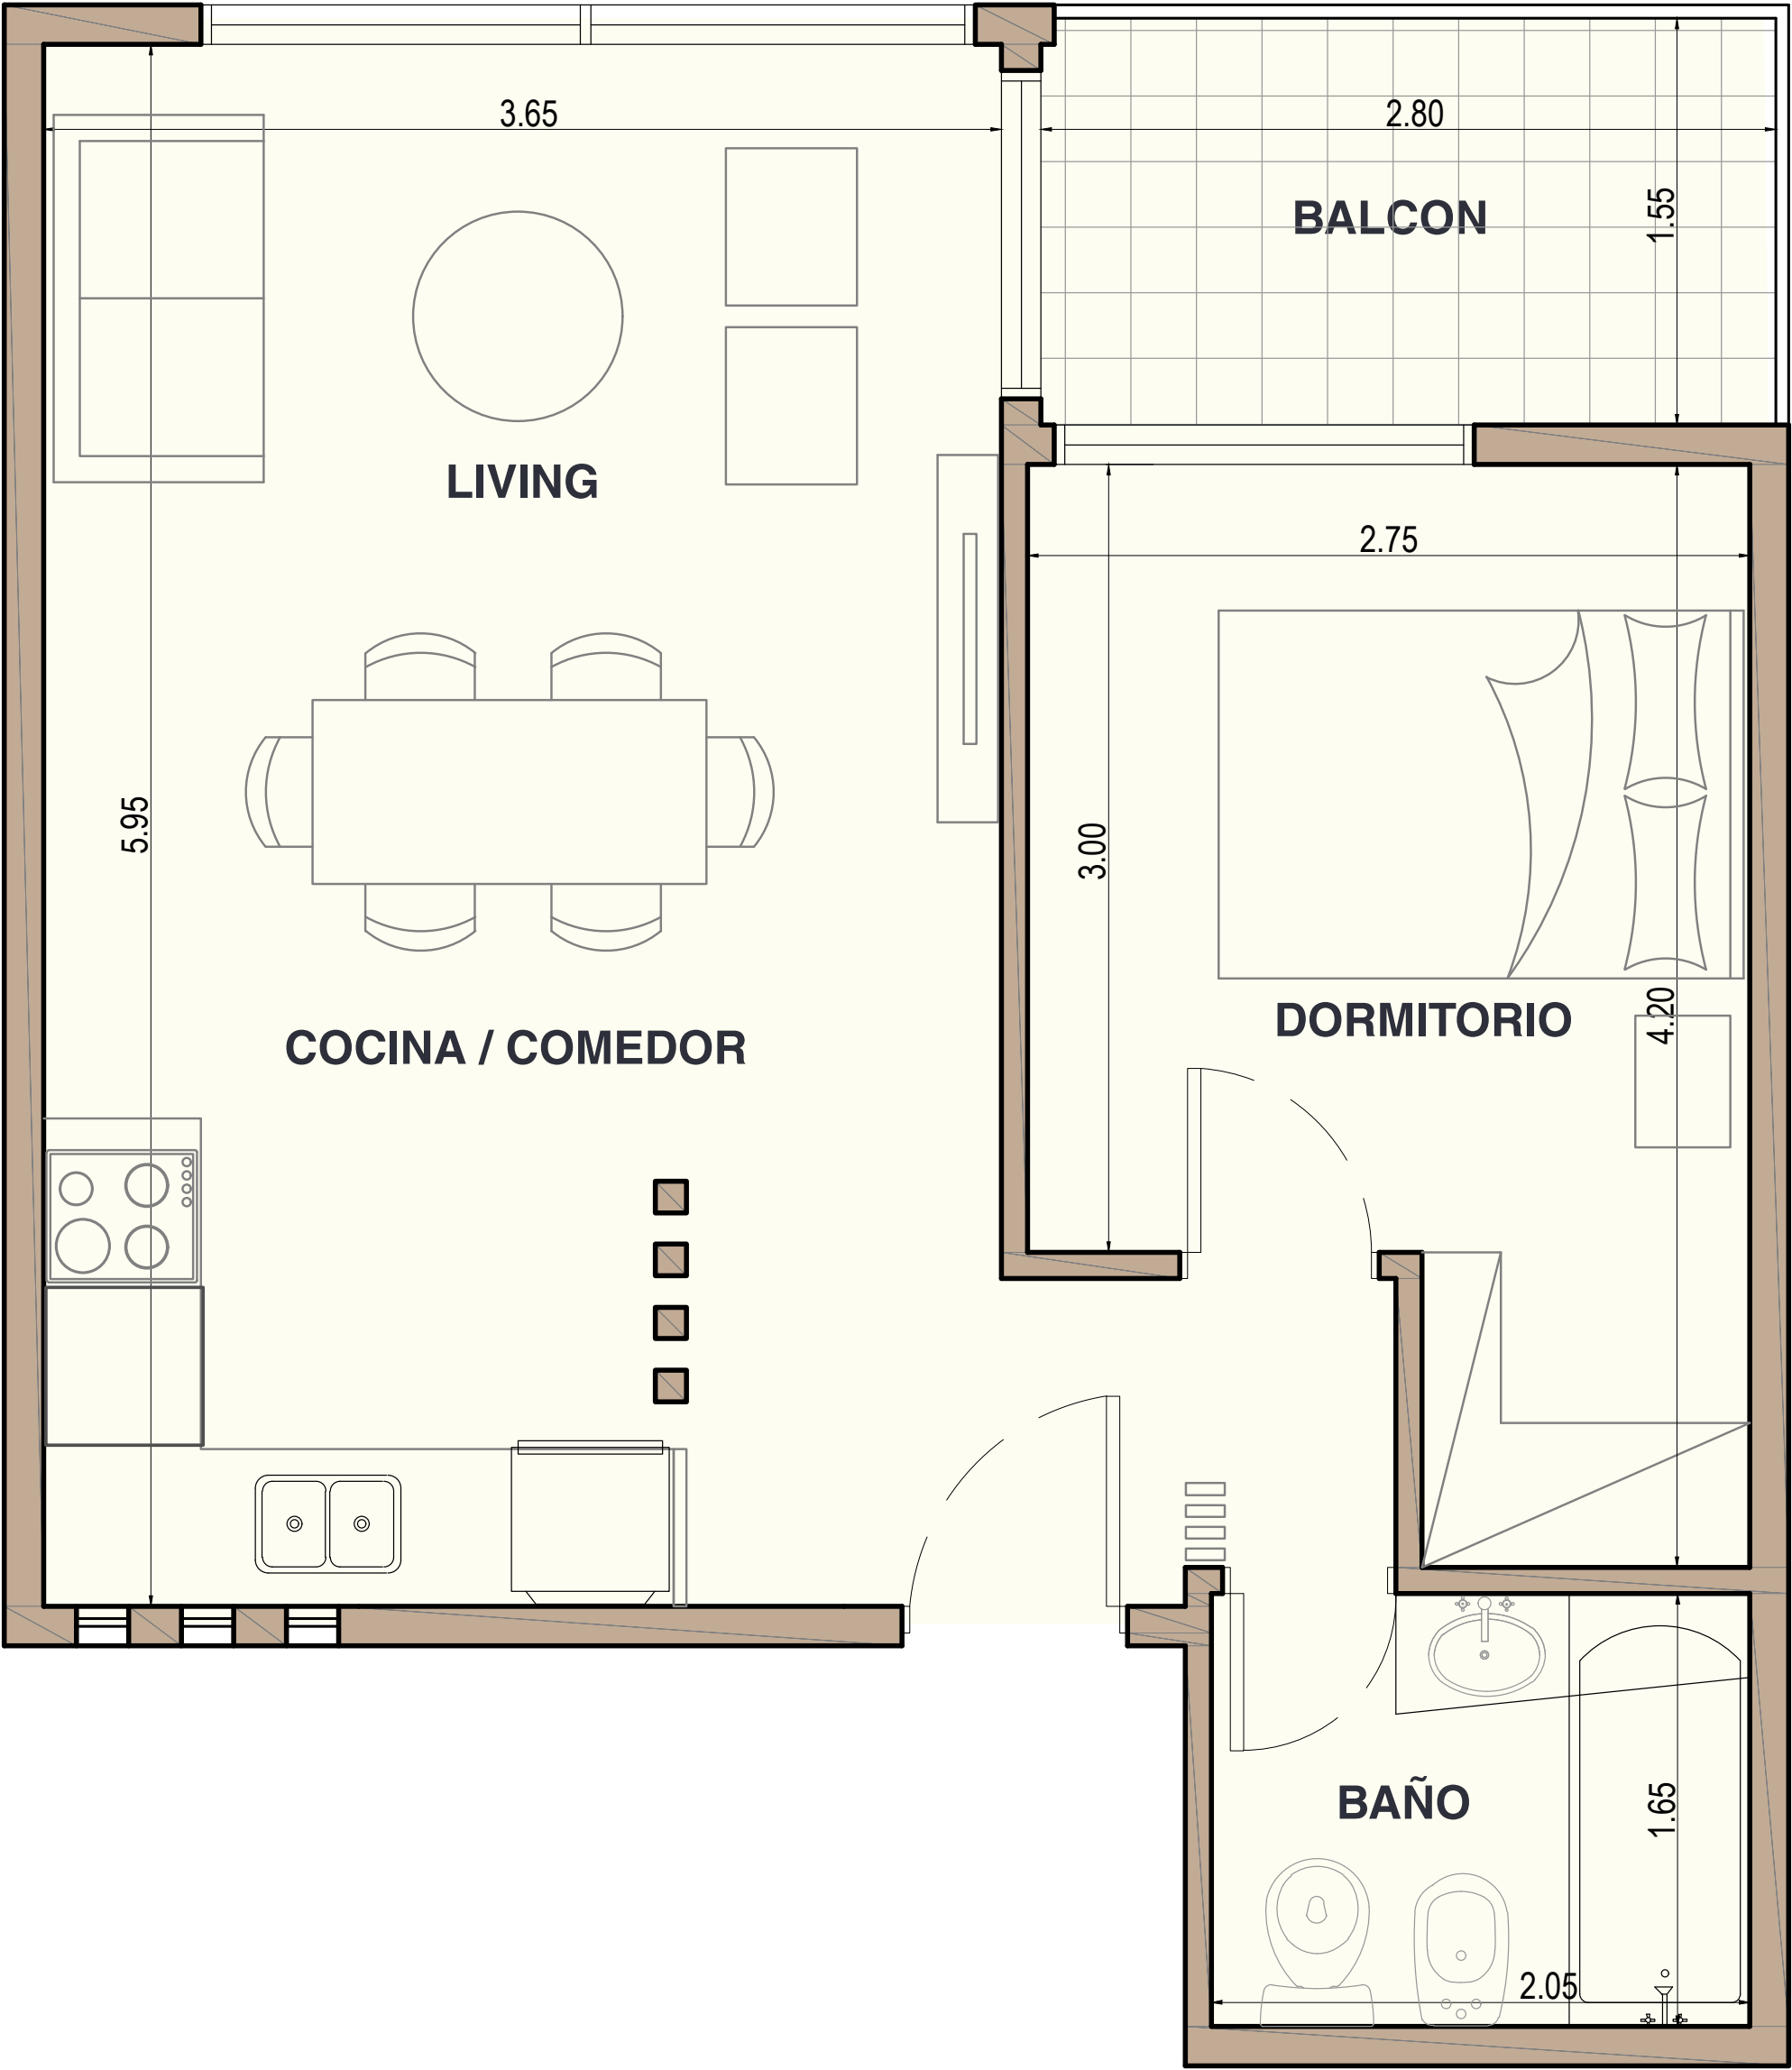 3.65
2.80
BALCON
1.55
LIVING
2.75
5.95
3.00
DORMITORIO
4.20
COCINA / COMEDOR
BAÑO
1.65
2.05